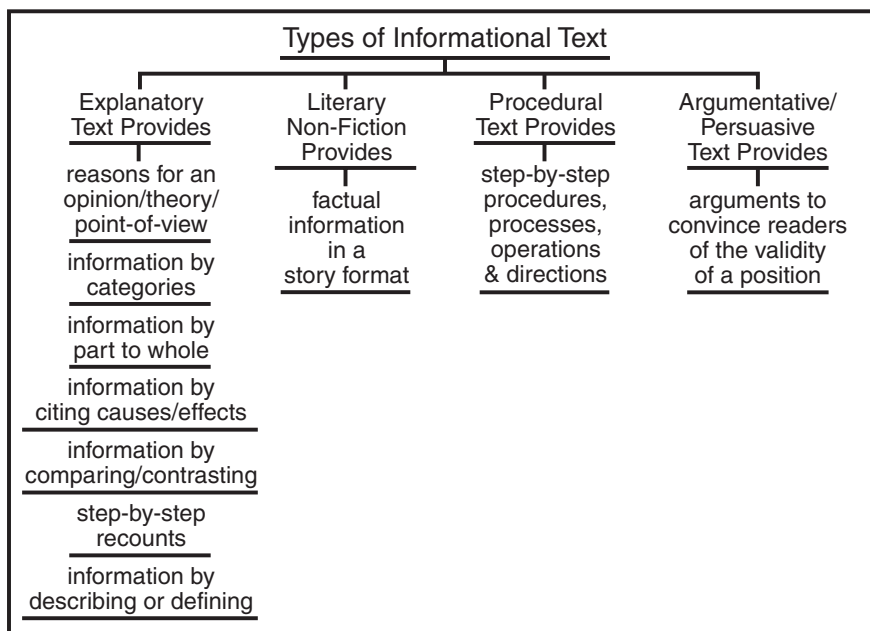 Types of Informational Text
Explanatory
Text Provides
reasons for an
opinion/theory/
point-of-view
information by
categories
information by
part to whole
information by
citing causes/effects
information by
comparing/contrasting
step-by-step
recounts
information by
describing or defining
Literary
Non-Fiction
Provides
factual
information
in a
story format
Procedural
Text Provides
step-by-step
procedures,
processes,
operations
& directions
Argumentative/
Persuasive
Text Provides
arguments to
convince readers
of the validity
of a position